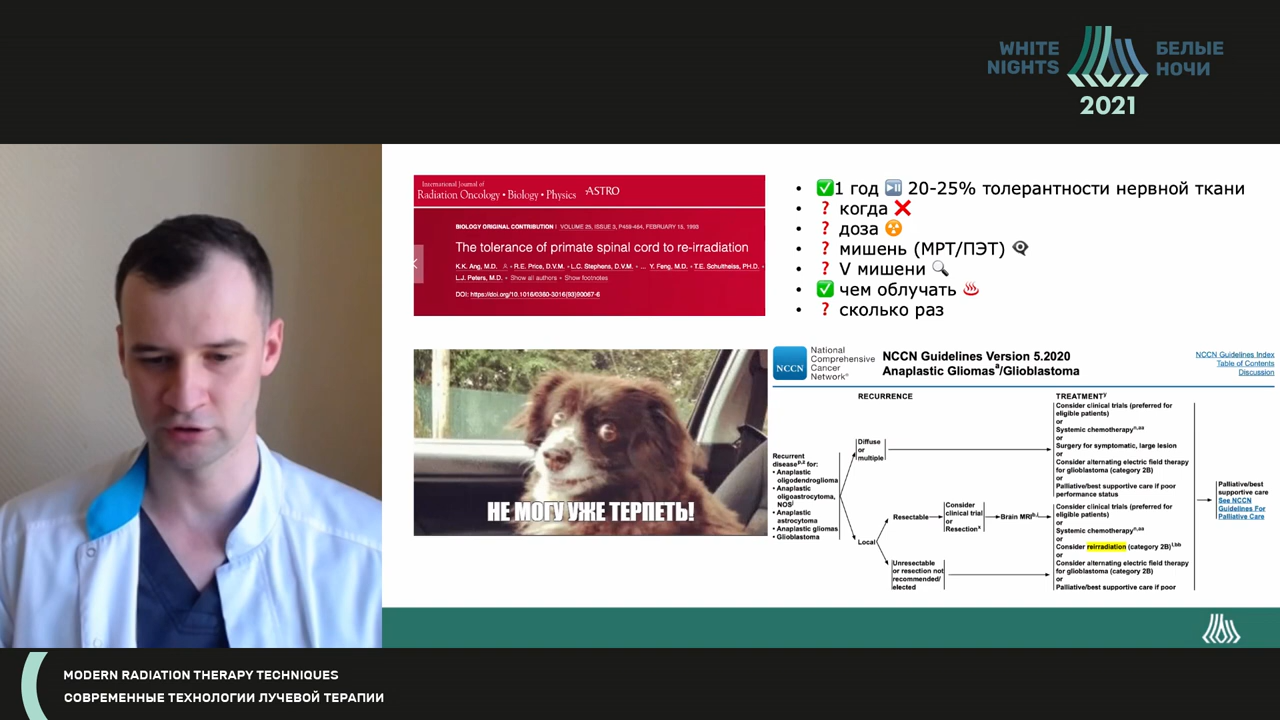 WHITE
NIGHTS
БЕЛЫЕ
НОЧИ
2021
International Journal of
Radiation Oncology • Biology • Physics
ASTRO
BIOLOGY ORIGINAL CONTRIBUTION | VOLUME 25, ISSUE 3, P459-464, FEBRUARY 15, 1993
The tolerance of primate spinal cord to re-irradiation
K.K. Ang, M.D. • R.E. Price, D.V.M. • L.C. Stephens, D.V.M. • ... Y. Feng, M.D. • T.E. Schultheiss, PH.D. •
L.J. Peters, M.D. • Show all authors • Show footnotes
DOI: https://doi.org/10.1016/0360-3016(93)90067-6
• ✅1 год ⏯ 20-25% толерантности нервной ткани
• ❓ когда ❌
• ❓ доза ☢
• ❓ мишень (МРТ/ПЭТ)
• ❓ V мишени 🔍
• ✅ чем облучать ♨
• ❓ сколько раз
НЕ МОГУ УЖЕ ТЕРПЕТЬ!
NCCN
National
Comprehensive
Cancer
Network®
NCCN Guidelines Version 5.2020
Anaplastic Gliomasª/Glioblastoma
NCCN Guidelines Index
Table of Contents
Discussion
RECURRENCE
TREATMENTʸ
Recurrent
disease for:
• Anaplastic
oligodendroglioma
• Anaplastic
oligoastrocytoma,
NOS
• Anaplastic
astrocytoma
• Anaplastic gliomas
• Glioblastoma
Diffuse
or
multiple
Local
Resectable
Consider
clinical trial
or
Resection
Brain MRI
Unresectable
or resection not
recommended/
elected
Consider clinical trials (preferred for
eligible patients)
or
Systemic chemotherapy
or
Surgery for symptomatic, large lesion
or
Consider alternating electric field therapy
for glioblastoma (category 2B)
or
Palliative/best supportive care if poor
performance status
Consider clinical trials (preferred for
eligible patients)
or
Systemic chemotherapy
or
Consider reirradiation (category 2B)
or
Consider alternating electric field therapy
for glioblastoma (category 2B)
or
Palliative/best supportive care if poor
Palliative/best
supportive care
See NCCN
Guidelines For
Palliative Care
MODERN RADIATION THERAPY TECHNIQUES
СОВРЕМЕННЫЕ ТЕХНОЛОГИИ ЛУЧЕВОЙ ТЕРАПИИ